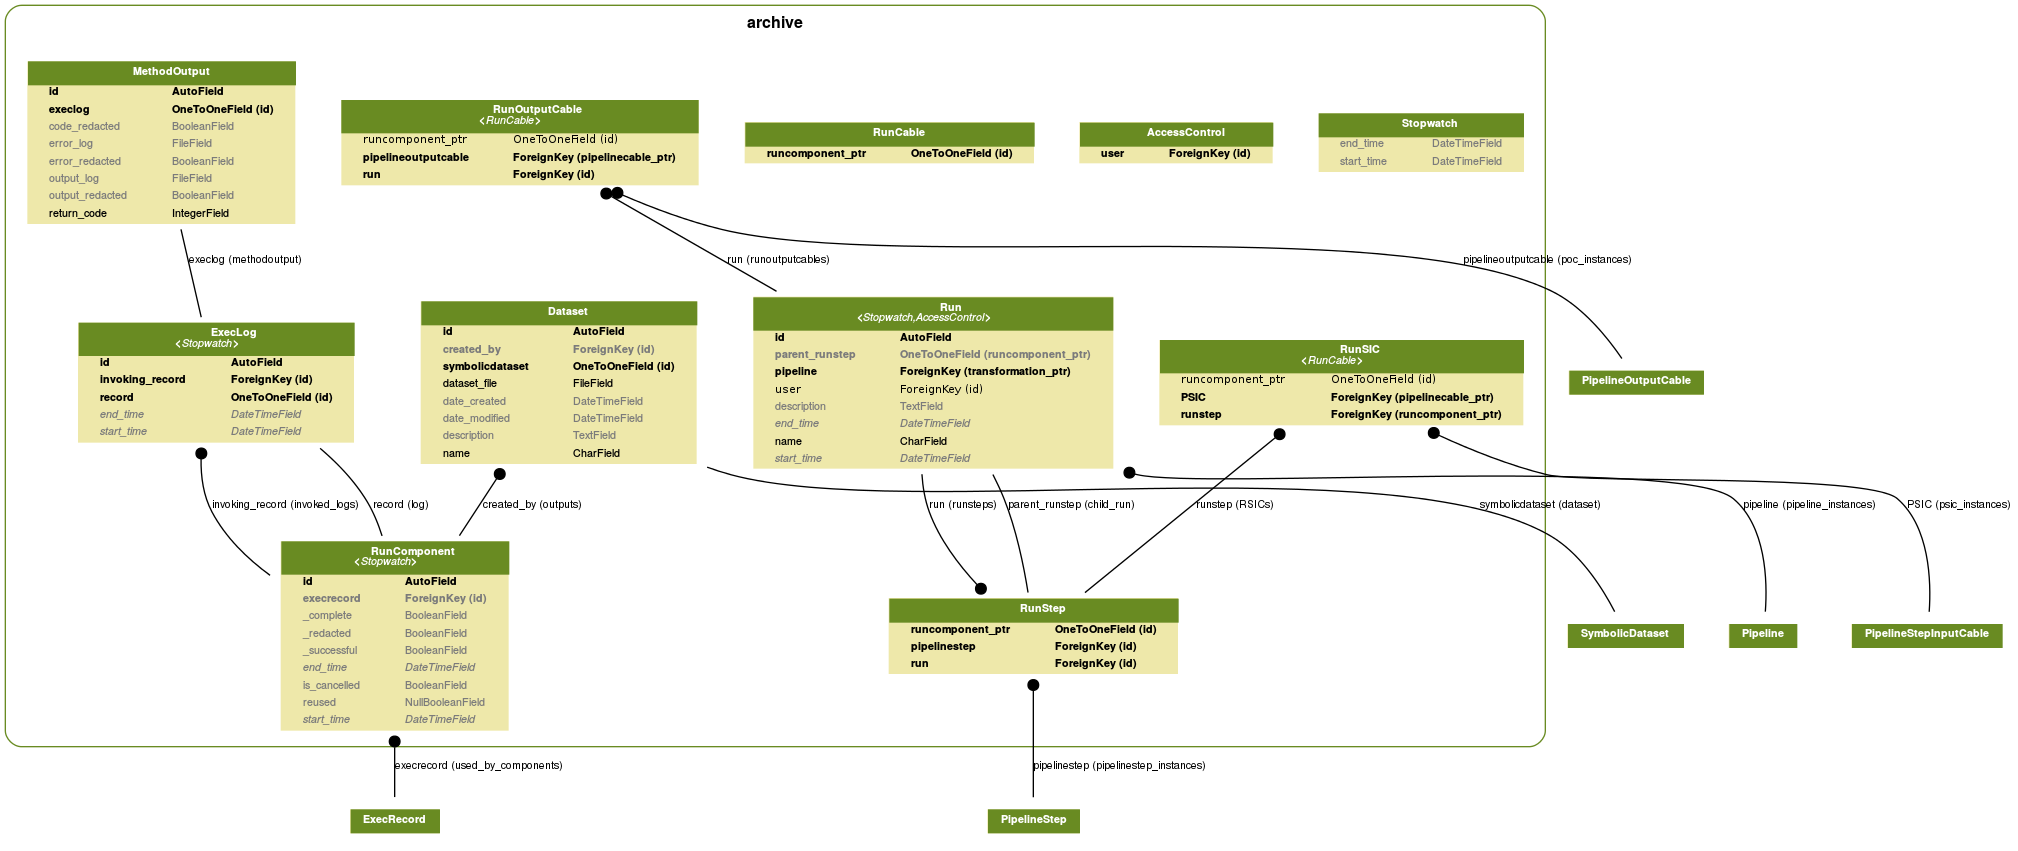 archive
MethodOutput
id AutoField
execlog OneToOneField (id)
code_redacted BooleanField
error_log FileField
error_redacted BooleanField
output_log FileField
output_redacted BooleanField
return_code IntegerField
RunOutputCable
<RunCable>
runcomponent_ptr OneToOneField (id)
pipelineoutputcable ForeignKey (pipelinecable_ptr)
run ForeignKey (id)
RunCable
runcomponent_ptr OneToOneField (id)
AccessControl
user ForeignKey (id)
Stopwatch
end_time DateTimeField
start_time DateTimeField
execlog (methodoutput)
run (runoutputcables)
pipelineoutputcable (poc_instances)
ExecLog
<Stopwatch>
id AutoField
invoking_record ForeignKey (id)
record OneToOneField (id)
end_time DateTimeField
start_time DateTimeField
Dataset
id AutoField
created_by ForeignKey (id)
symbolicdataset OneToOneField (id)
dataset_file FileField
date_created DateTimeField
date_modified DateTimeField
description TextField
name CharField
Run
<Stopwatch,AccessControl>
id AutoField
parent_runstep OneToOneField (runcomponent_ptr)
pipeline ForeignKey (transformation_ptr)
user ForeignKey (id)
description TextField
end_time DateTimeField
name CharField
start_time DateTimeField
RunSIC
<RunCable>
runcomponent_ptr OneToOneField (id)
PSIC ForeignKey (pipelinecable_ptr)
runstep ForeignKey (runcomponent_ptr)
PipelineOutputCable
invoking_record (invoked_logs)
record (log)
created_by (outputs)
run (runsteps)
parent_runstep (child_run)
runstep (RSICs)
symbolicdataset (dataset)
pipeline (pipeline_instances)
PSIC (psic_instances)
RunComponent
<Stopwatch>
id AutoField
execrecord ForeignKey (id)
_complete BooleanField
_redacted BooleanField
_successful BooleanField
end_time DateTimeField
is_cancelled BooleanField
reused NullBooleanField
start_time DateTimeField
RunStep
runcomponent_ptr OneToOneField (id)
pipelinestep ForeignKey (id)
run ForeignKey (id)
SymbolicDataset
Pipeline
PipelineStepInputCable
execrecord (used_by_components)
pipelinestep (pipelinestep_instances)
ExecRecord
PipelineStep